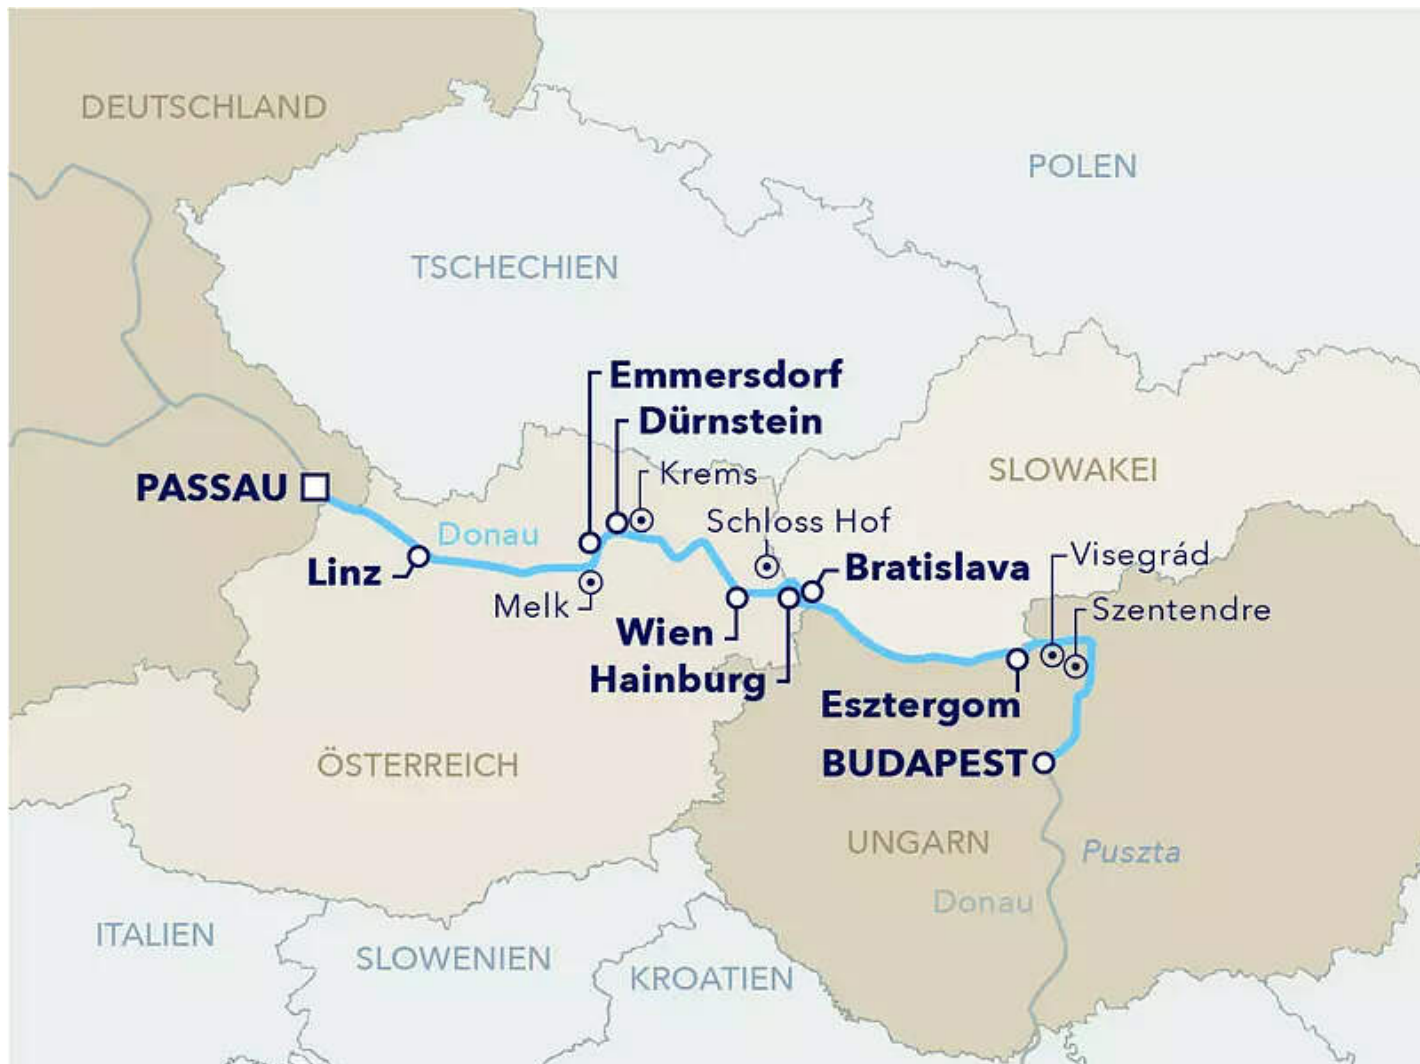 DEUTSCHLAND
POLEN
TSCHECHIEN
Emmersdorf
Dürnstein
Krems
SLOWAKEI
PASSAU
Schloss Hof
Donau
Visegrád
Linz
Bratislava
Melk
Szentendre
Wien
Hainburg
Esztergom
ÖSTERREICH
BUDAPEST
UNGARN
Puszta
Donau
ITALIEN
SLOWENIEN
KROATIEN